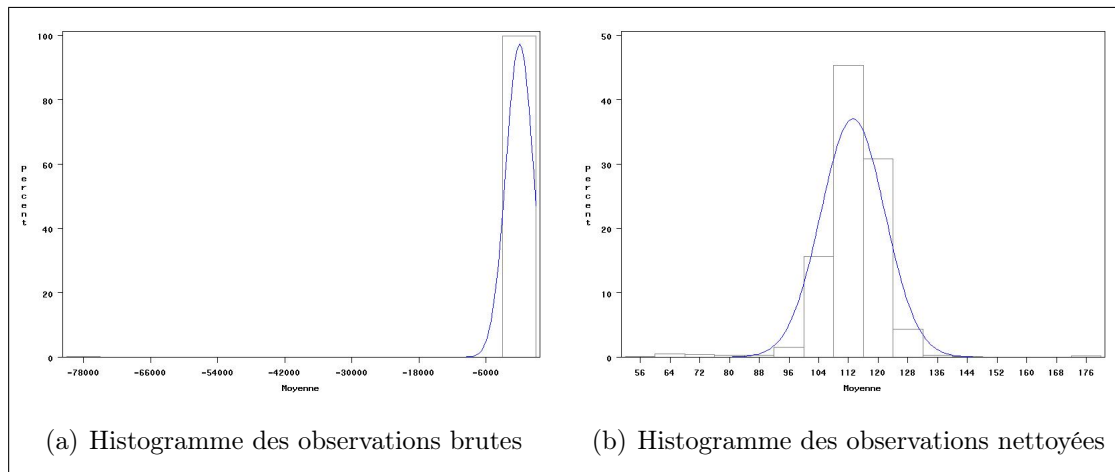 100
80
60
40
20
0
Percent
-78000 -66000 -54000 -42000 -30000 -18000 -6000
Moyenne
50
40
30
20
10
0
Percent
56 64 72 80 88 96 104 112 120 128 136 144 152 160 168 176
Moyenne
(a) Histogramme des observations brutes
(b) Histogramme des observations nettoyées